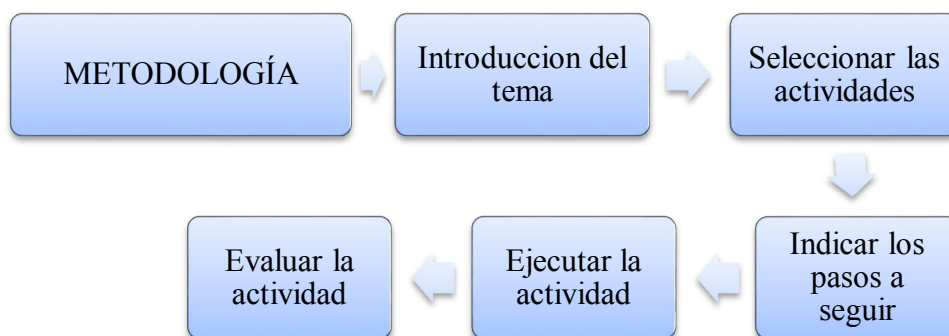 METODOLOGÍA
Introduccion del
tema
Seleccionar las
actividades
Indicar los
pasos a
seguir
Ejecutar la
actividad
Evaluar la
actividad